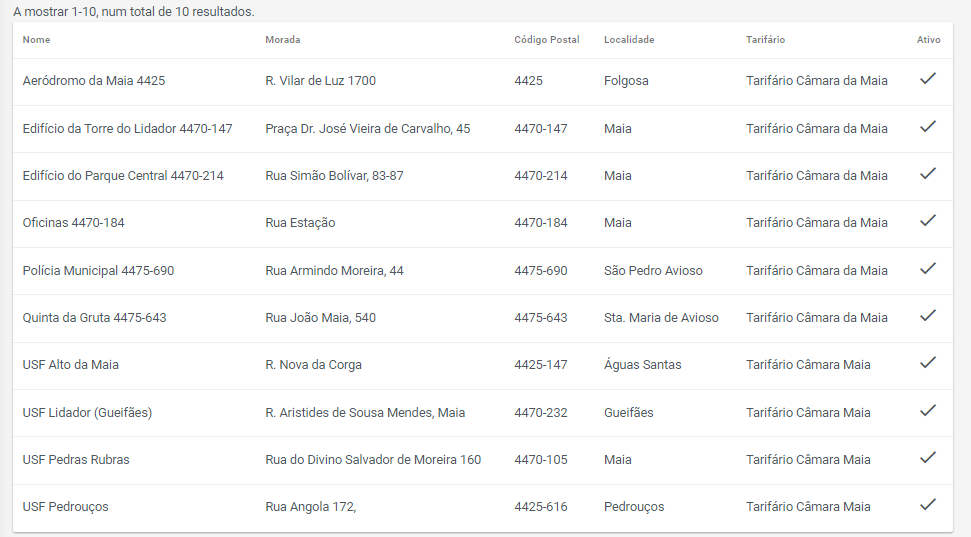 A mostrar 1-10, num total de 10 resultados.
Nome Morada Código Postal Localidade Tarifário Ativo
Aeródromo da Maia 4425 R. Vilar de Luz 1700 4425 Folgosa Tarifário Câmara da Maia
Edifício da Torre do Lidador 4470-147 Praça Dr. José Vieira de Carvalho, 45 4470-147 Maia Tarifário Câmara da Maia
Edifício do Parque Central 4470-214 Rua Simão Bolívar, 83-87 4470-214 Maia Tarifário Câmara da Maia
Oficinas 4470-184 Rua Estação 4470-184 Maia Tarifário Câmara da Maia
Polícia Municipal 4475-690 Rua Armindo Moreira, 44 4475-690 São Pedro Avioso Tarifário Câmara da Maia
Quinta da Gruta 4475-643 Rua João Maia, 540 4475-643 Sta. Maria de Avioso Tarifário Câmara da Maia
USF Alto da Maia R. Nova da Corga 4425-147 Águas Santas Tarifário Câmara Maia
USF Lidador (Gueifães) R. Aristides de Sousa Mendes, Maia 4470-232 Gueifães Tarifário Câmara Maia
USF Pedras Rubras Rua do Divino Salvador de Moreira 160 4470-105 Maia Tarifário Câmara Maia
USF Pedrouços Rua Angola 172, 4425-616 Pedrouços Tarifário Câmara Maia